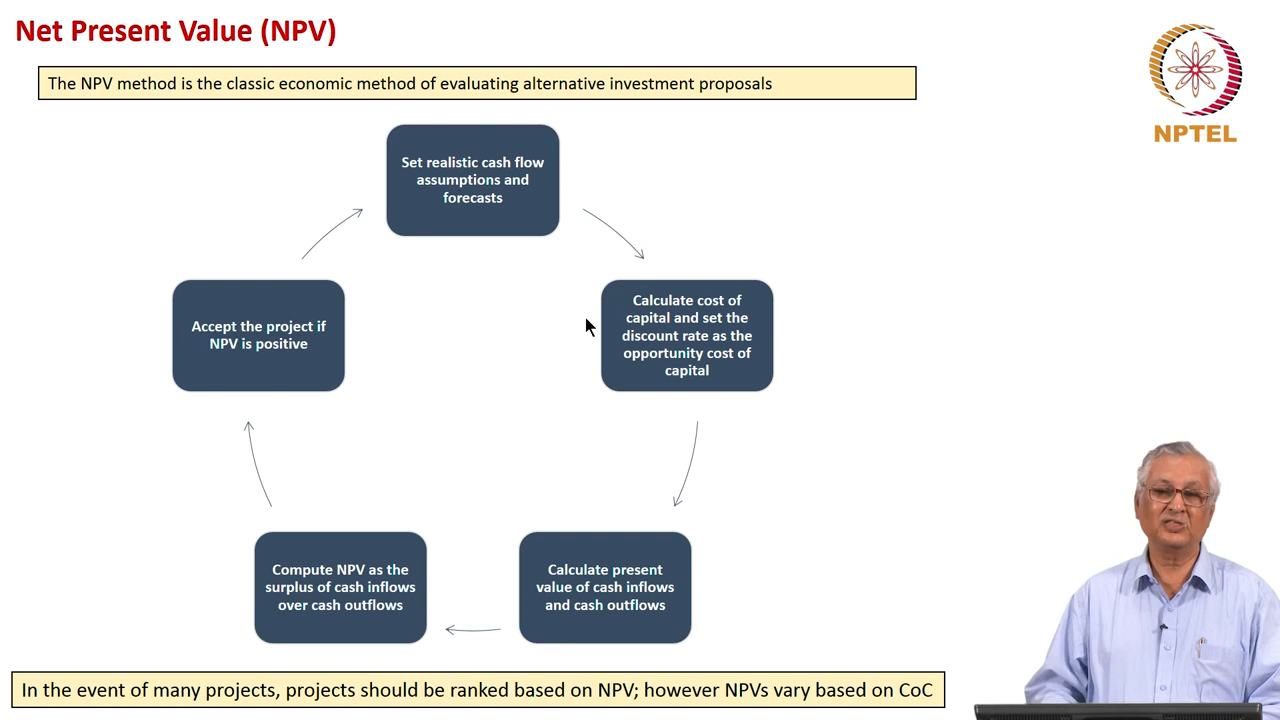 Net Present Value (NPV)
The NPV method is the classic economic method of evaluating alternative investment proposals
NPTEL
Set realistic cash flow
assumptions and
forecasts
Calculate cost of
capital and set the
discount rate as the
opportunity cost of
capital
Calculate present
value of cash inflows
and cash outflows
Compute NPV as the
surplus of cash inflows
over cash outflows
Accept the project if
NPV is positive
In the event of many projects, projects should be ranked based on NPV; however NPVs vary based on CoC